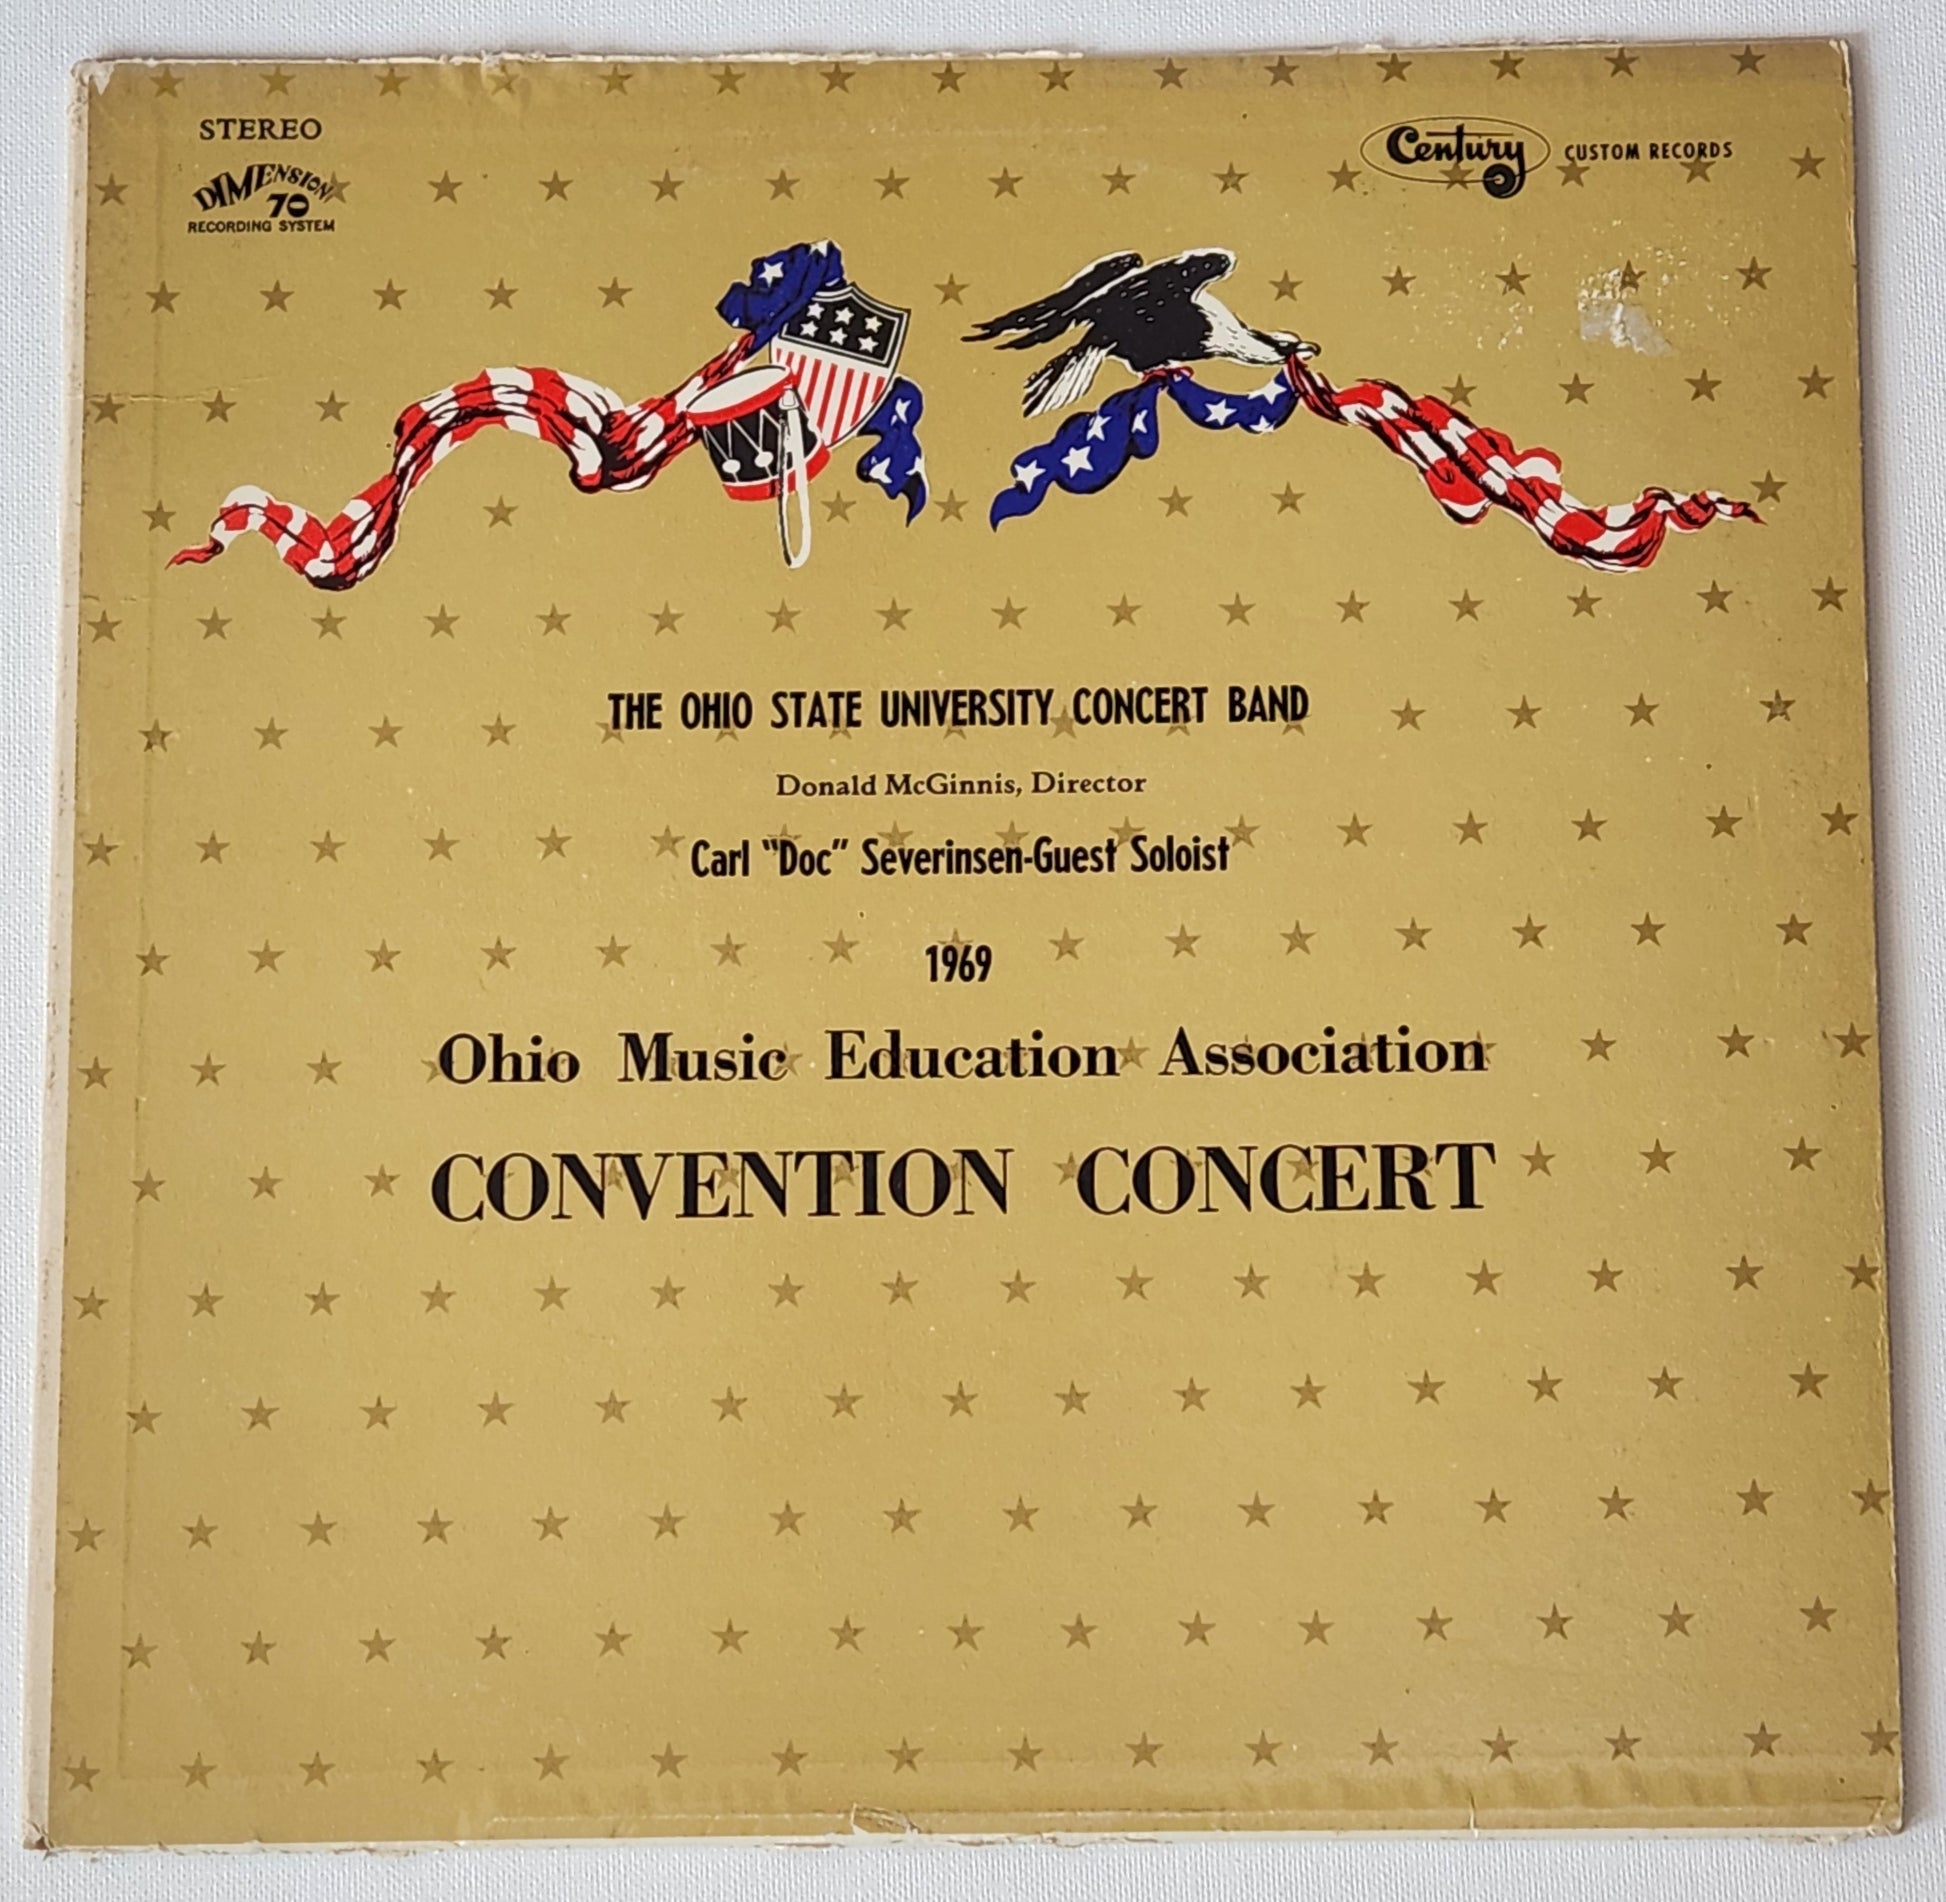 STEREO
DIMENSION
70
RECORDING SYSTEM
Century CUSTOM RECORDS
THE OHIO STATE UNIVERSITY CONCERT BAND
Donald McGinnis, Director
Carl "Doc" Severinsen-Guest Soloist
1969
Ohio Music Education Association
CONVENTION CONCERT